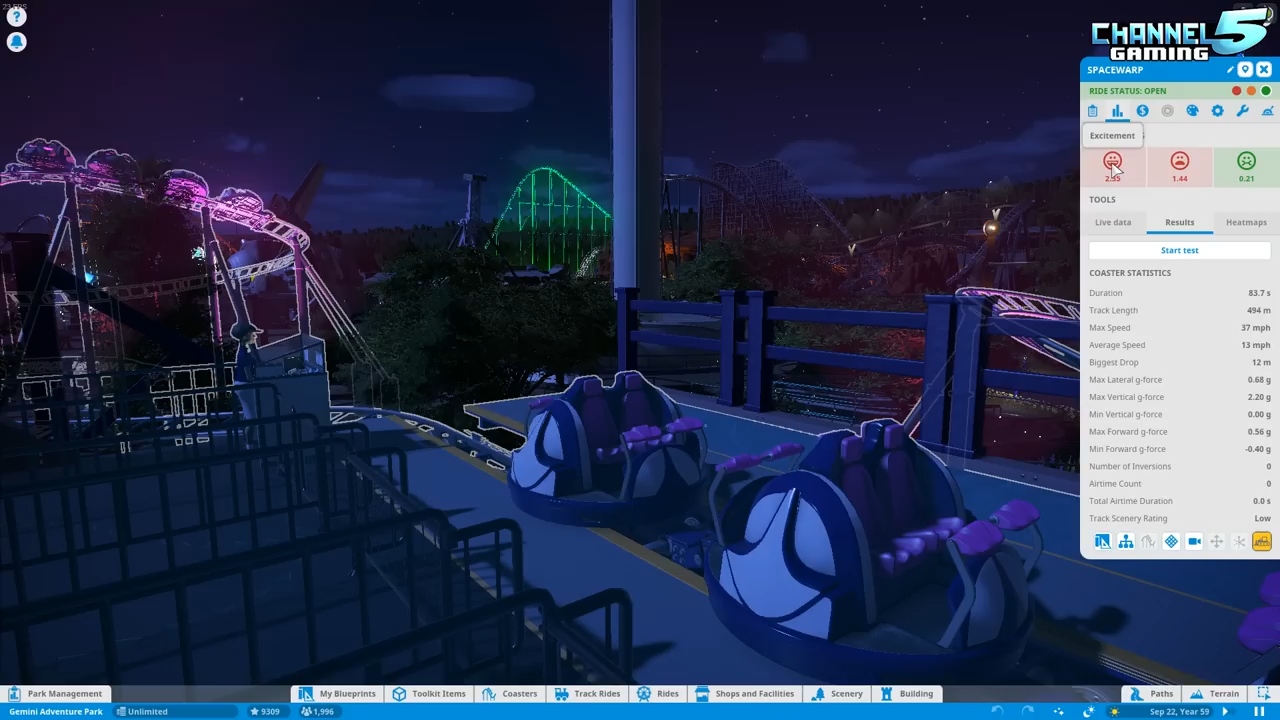 CHANNEL 5
GAMING
SPACEWARP
RIDE STATUS: OPEN
Excitement
1.44
0.21
TOOLS
Live data
Results
Heatmaps
Start test
COASTER STATISTICS
Duration 83.7 s
Track Length 494 m
Max Speed 37 mph
Average Speed 13 mph
Biggest Drop 12 m
Max Lateral g-force 0.68 g
Max Vertical g-force 2.20 g
Min Vertical g-force 0.00 g
Max Forward g-force 0.56 g
Min Forward g-force -0.40 g
Number of Inversions 0
Airtime Count 0
Total Airtime Duration 0.0 s
Track Scenery Rating Low
Park Management
My Blueprints
Toolkit Items
Coasters
Track Rides
Rides
Shops and Facilities
Scenery
Building
Paths
Terrain
Gemini Adventure Park
Unlimited
9309
1,996
Sep 22, Year 59